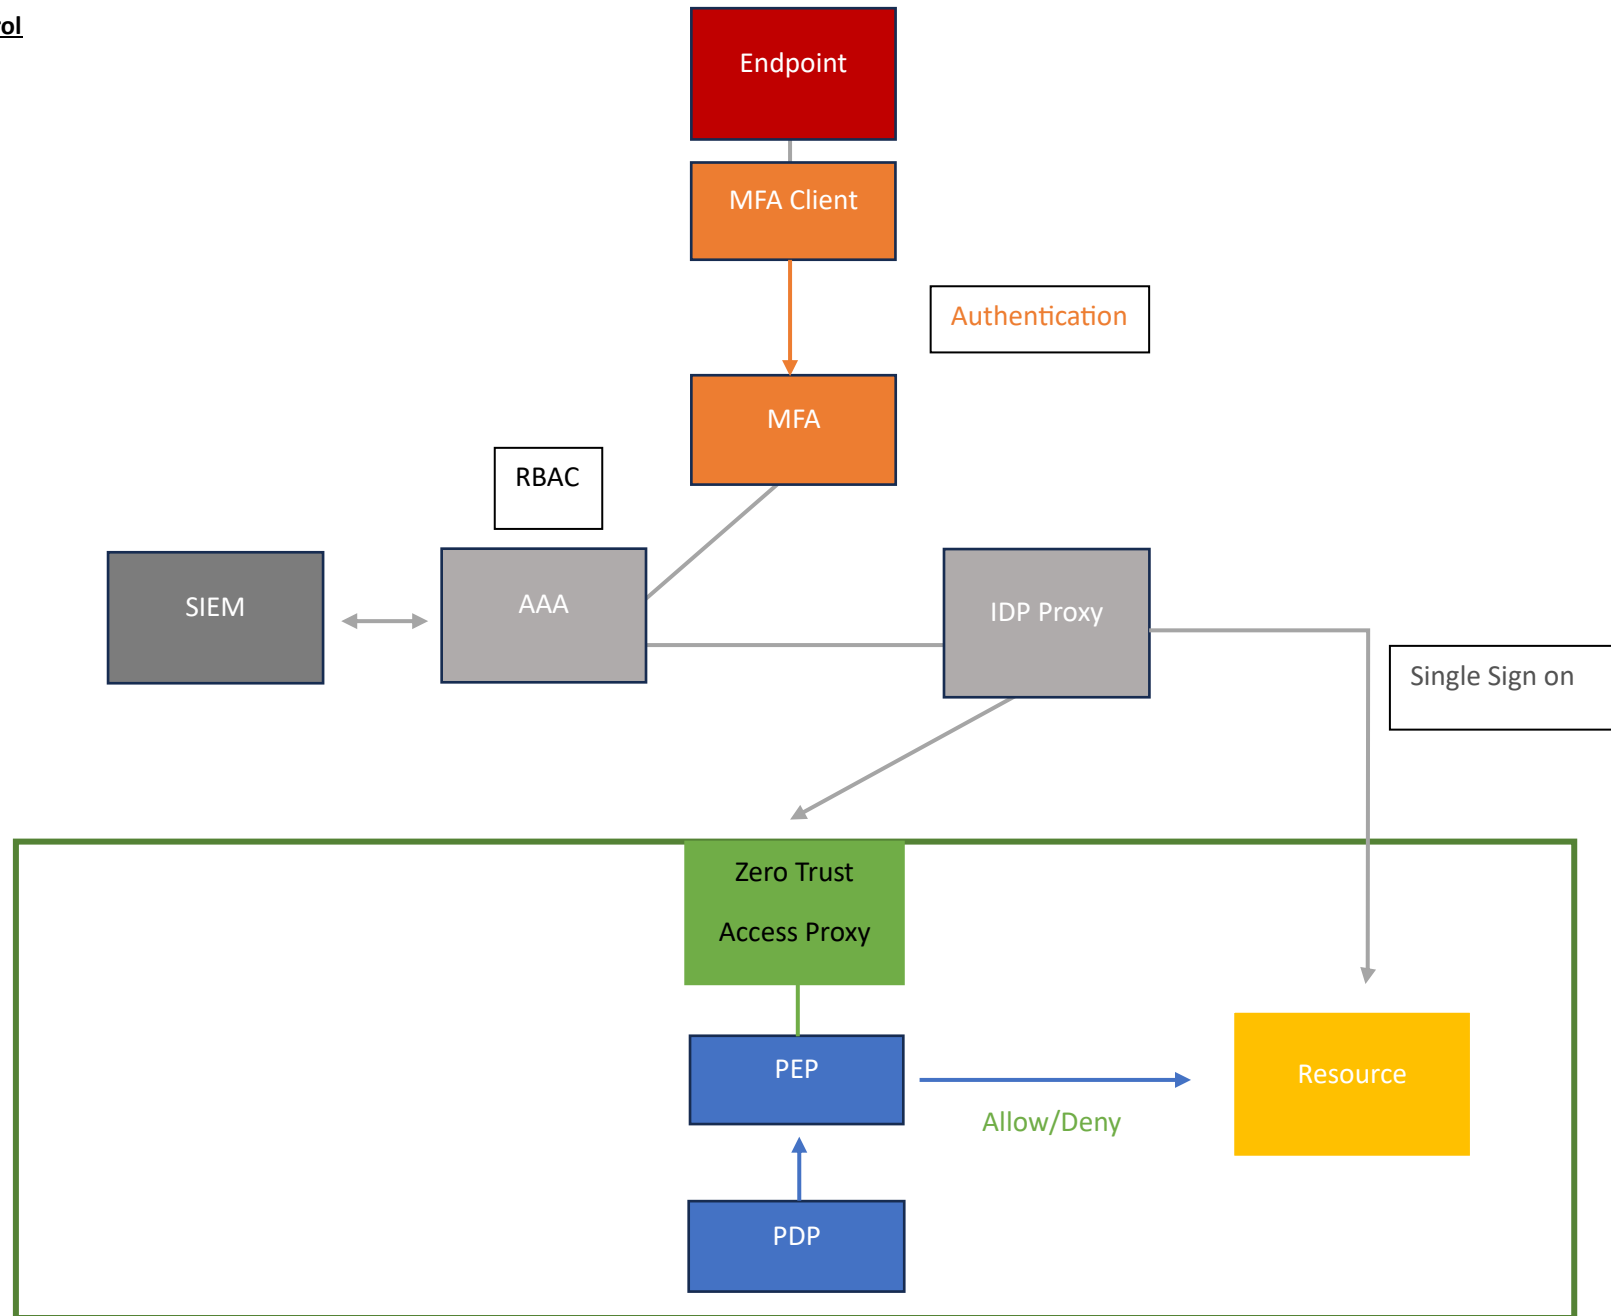 rol
Endpoint
MFA Client
Authentication
MFA
RBAC
SIEM
AAA
IDP Proxy
Single Sign on
Zero Trust
Access Proxy
PEP
Allow/Deny
Resource
PDP